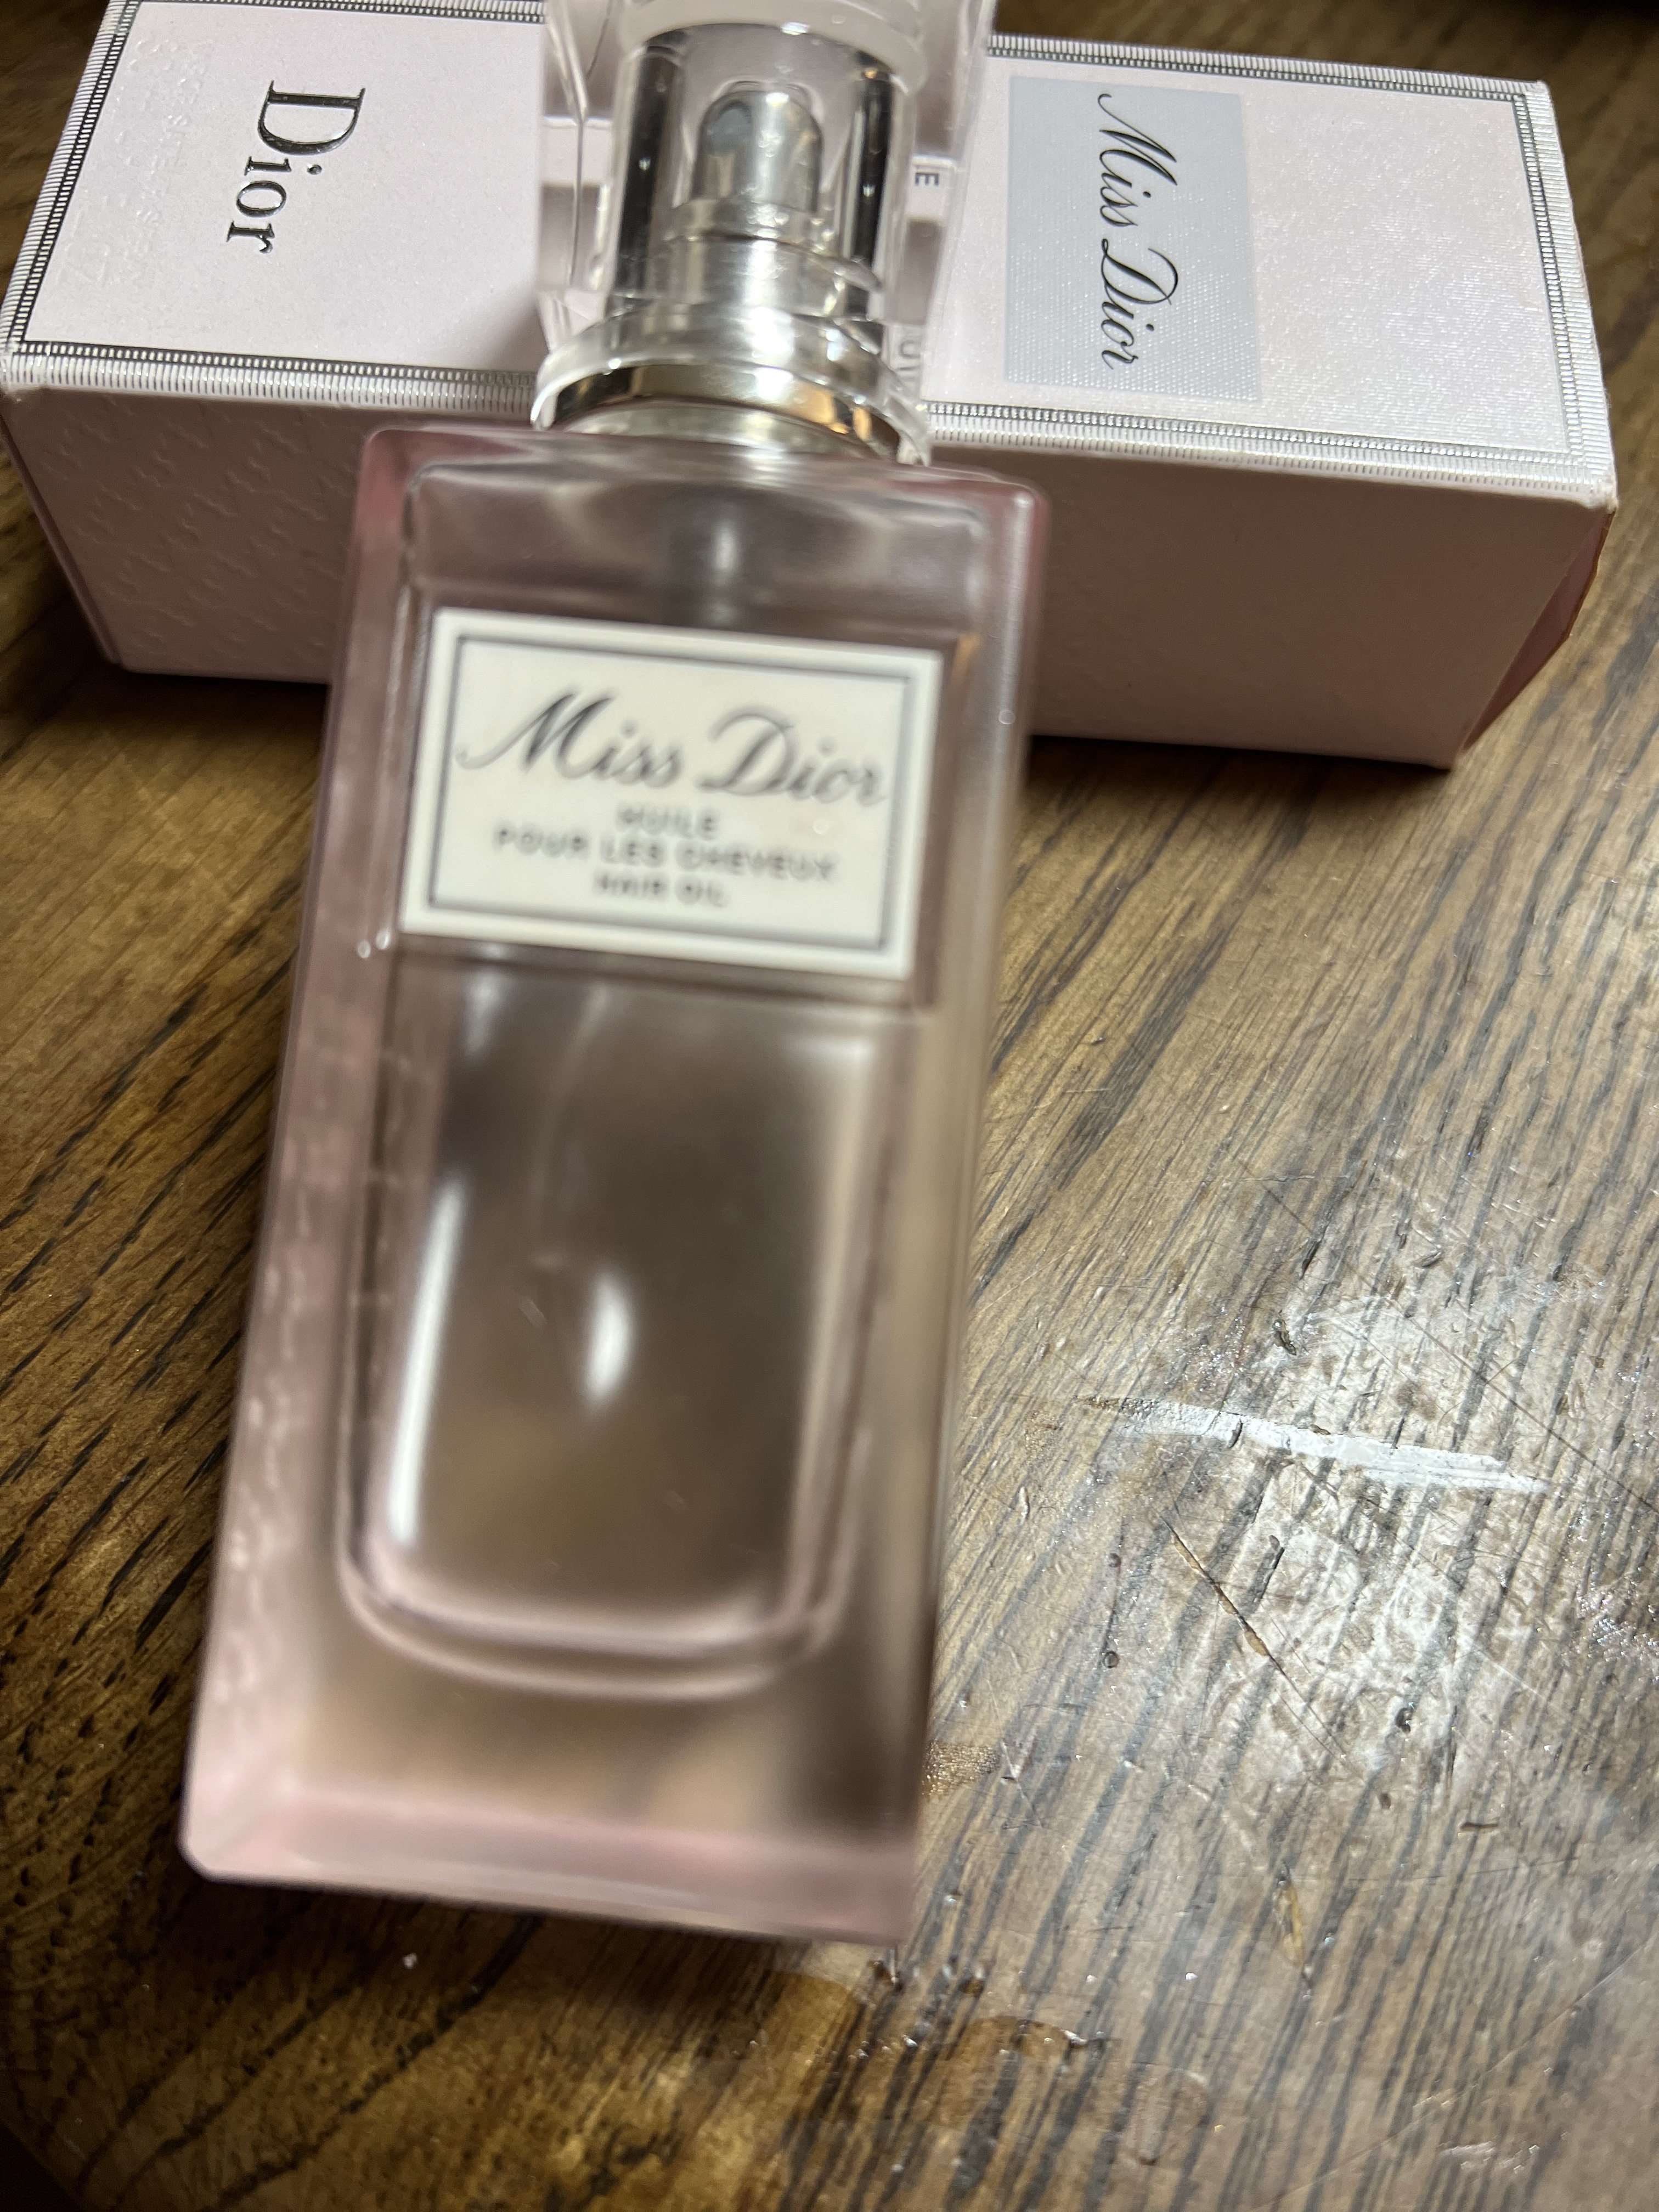 Dior
Miss Dior
Miss Dior
HUILE
POUR LES CHEVEUX
HAIR OIL